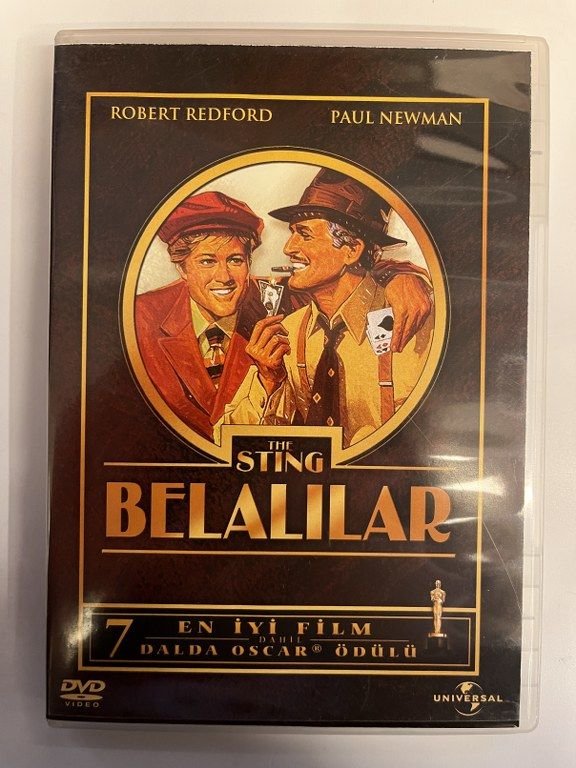 ROBERT REDFORD PAUL NEWMAN
THE
STING
BELALILAR
7 EN İYİ FİLM
DAHİL
DALDA OSCAR® ÖDÜLÜ
DVD
VIDEO
UNIVERSAL